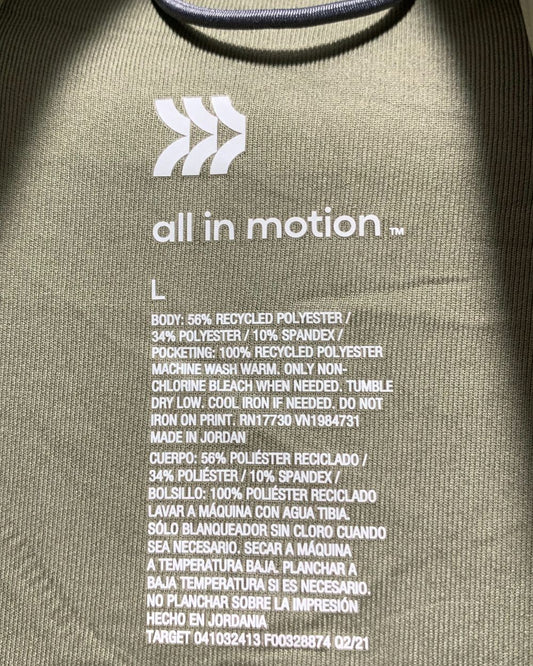 all in motion ™
L
BODY: 56% RECYCLED POLYESTER /
34% POLYESTER / 10% SPANDEX /
POCKETING: 100% RECYCLED POLYESTER
MACHINE WASH WARM. ONLY NON-
CHLORINE BLEACH WHEN NEEDED. TUMBLE
DRY LOW. COOL IRON IF NEEDED. DO NOT
IRON ON PRINT. RN17730 VN1984731
MADE IN JORDAN
CUERPO: 56% POLIÉSTER RECICLADO /
34% POLIÉSTER / 10% SPANDEX /
BOLSILLO: 100% POLIÉSTER RECICLADO
LAVAR A MÁQUINA CON AGUA TIBIA.
SÓLO BLANQUEADOR SIN CLORO CUANDO
SEA NECESARIO. SECAR A MÁQUINA
A TEMPERATURA BAJA. PLANCHAR A
BAJA TEMPERATURA SI ES NECESARIO.
NO PLANCHAR SOBRE LA IMPRESIÓN
HECHO EN JORDANIA
TARGET 041032413 F00328874 Q2/21